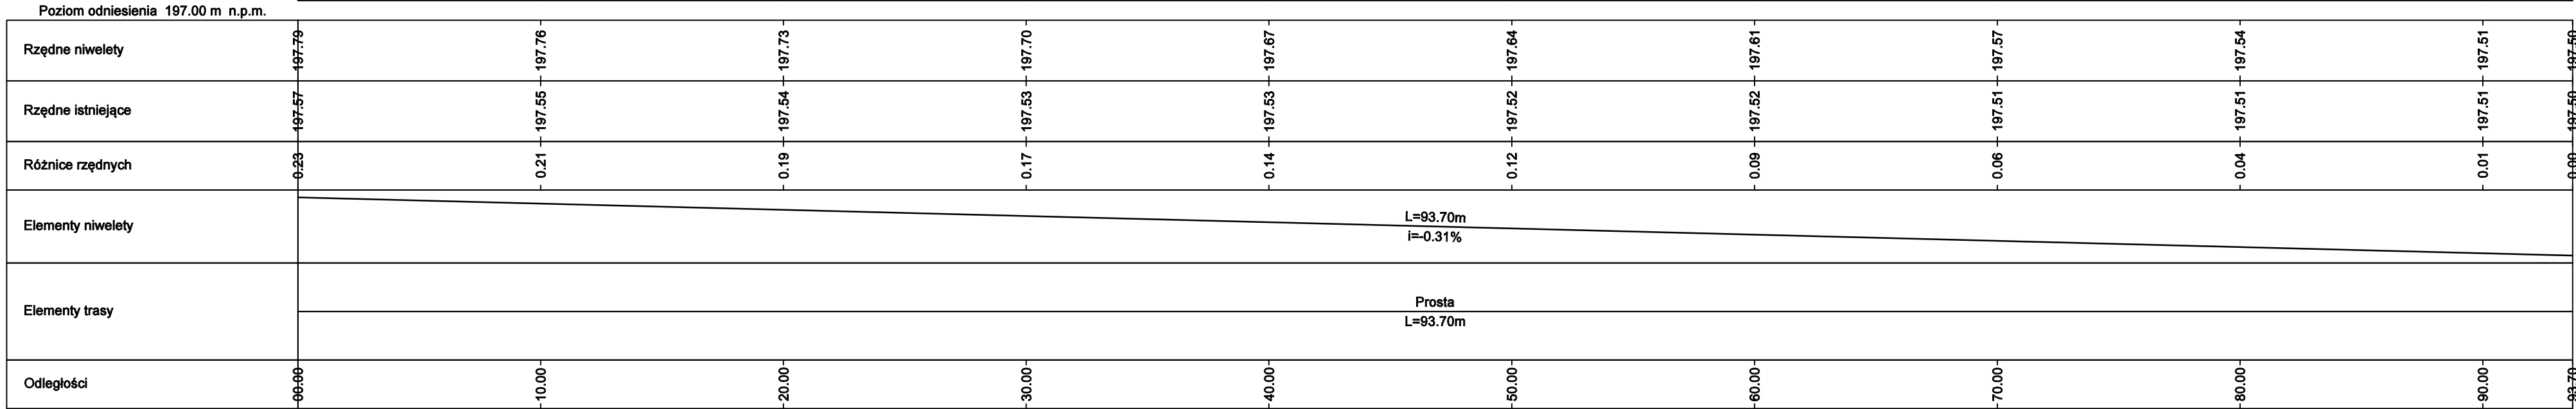 Poziom odniesienia 197.00 m n.p.m.
Rzędne niwelety 197.79 197.76 197.73 197.70 197.67 197.64 197.61 197.57 197.54 197.51 197.50
Rzędne istniejące 197.57 197.55 197.54 197.53 197.53 197.52 197.52 197.51 197.51 197.51 197.50
Różnice rzędnych 0.23 0.21 0.19 0.17 0.14 0.12 0.09 0.06 0.04 0.01 0.00
Elementy niwelety
L=93.70m
i=-0.31%
Elementy trasy
Prosta
L=93.70m
Odległości 00.00 10.00 20.00 30.00 40.00 50.00 60.00 70.00 80.00 90.00 93.70